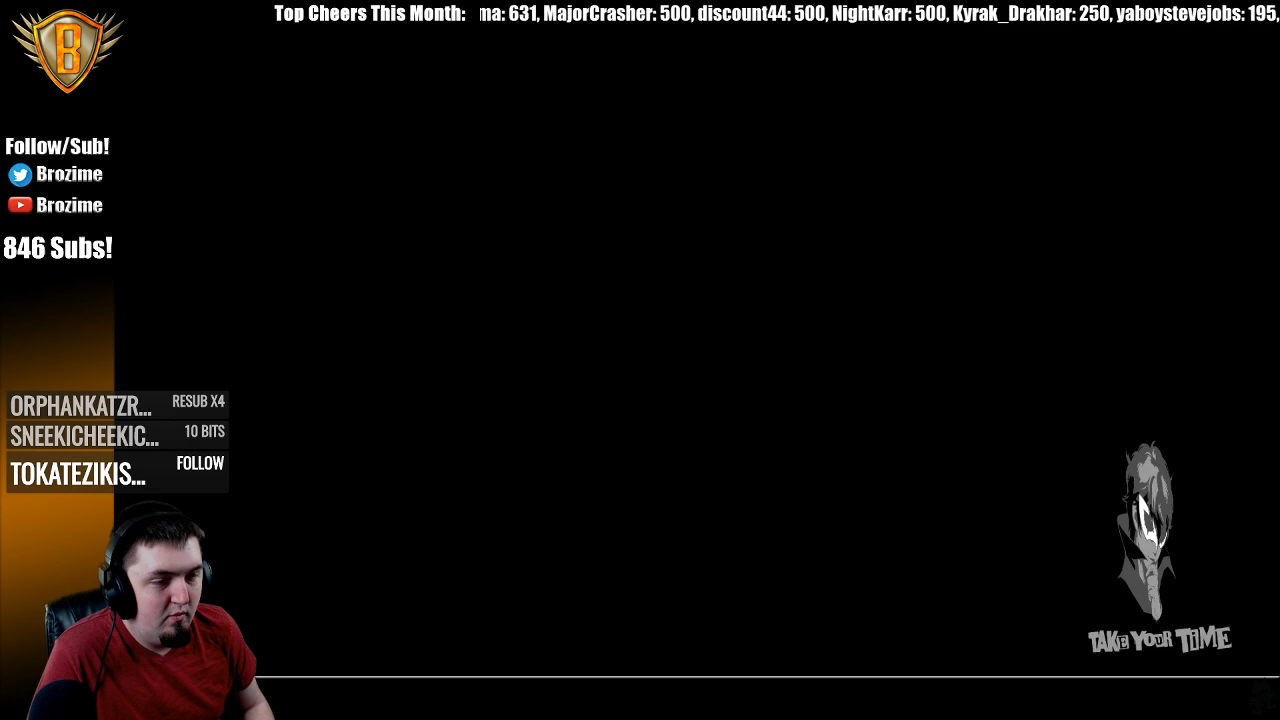 Top Cheers This Month: ma: 631, MajorCrasher: 500, discount44: 500, NightKarr: 500, Kyrak_Drakhar: 250, yaboystevejobs: 195,
B
Follow/Sub!
Brozime
Brozime
846 Subs!
ORPHANKATZR... RESUB X4
SNEEKICHEEKIC... 10 BITS
TOKATEZIKIS... FOLLOW
TAKE YOUR TIME